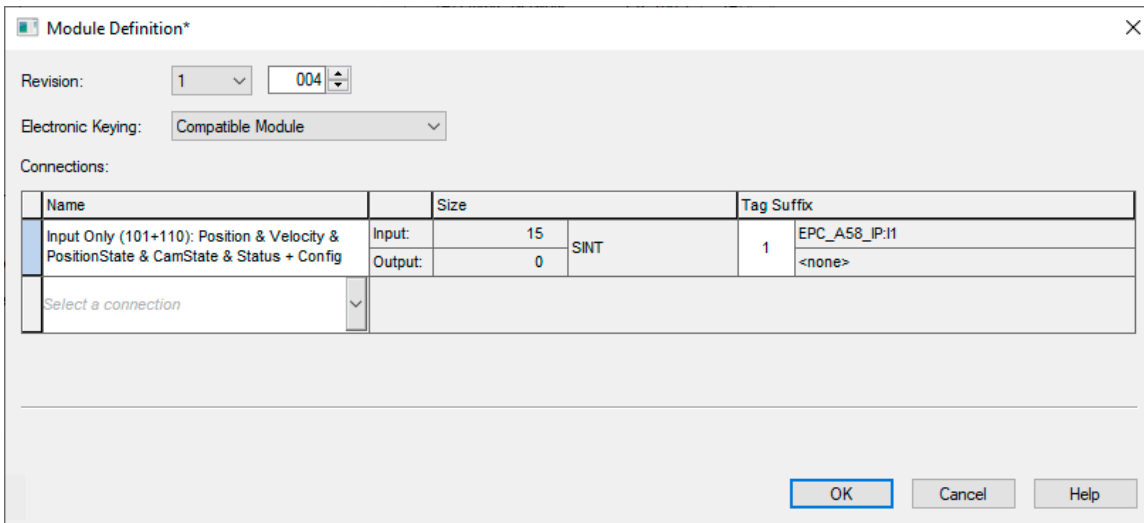 Module Definition*
Revision:
1
004
Electronic Keying:
Compatible Module
Connections:
Name
Size
Tag Suffix
Input Only (101+110): Position & Velocity &
PositionState & CamState & Status + Config
Input:
15
SINT
1
EPC_A58_IP:I1
Output:
0
<none>
Select a connection
OK
Cancel
Help